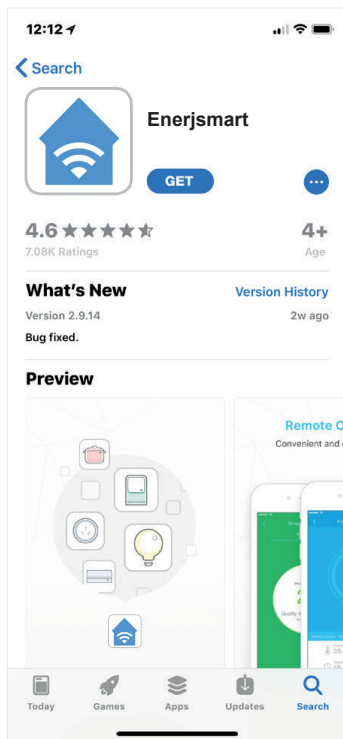 12:12
Search
Enerjsmart
GET
4.6
4+
7.08K Ratings
Age
What's New
Version History
Version 2.9.14
2w ago
Bug fixed.
Preview
Remote C
Convenient and
Today
Games
Apps
Updates
Search